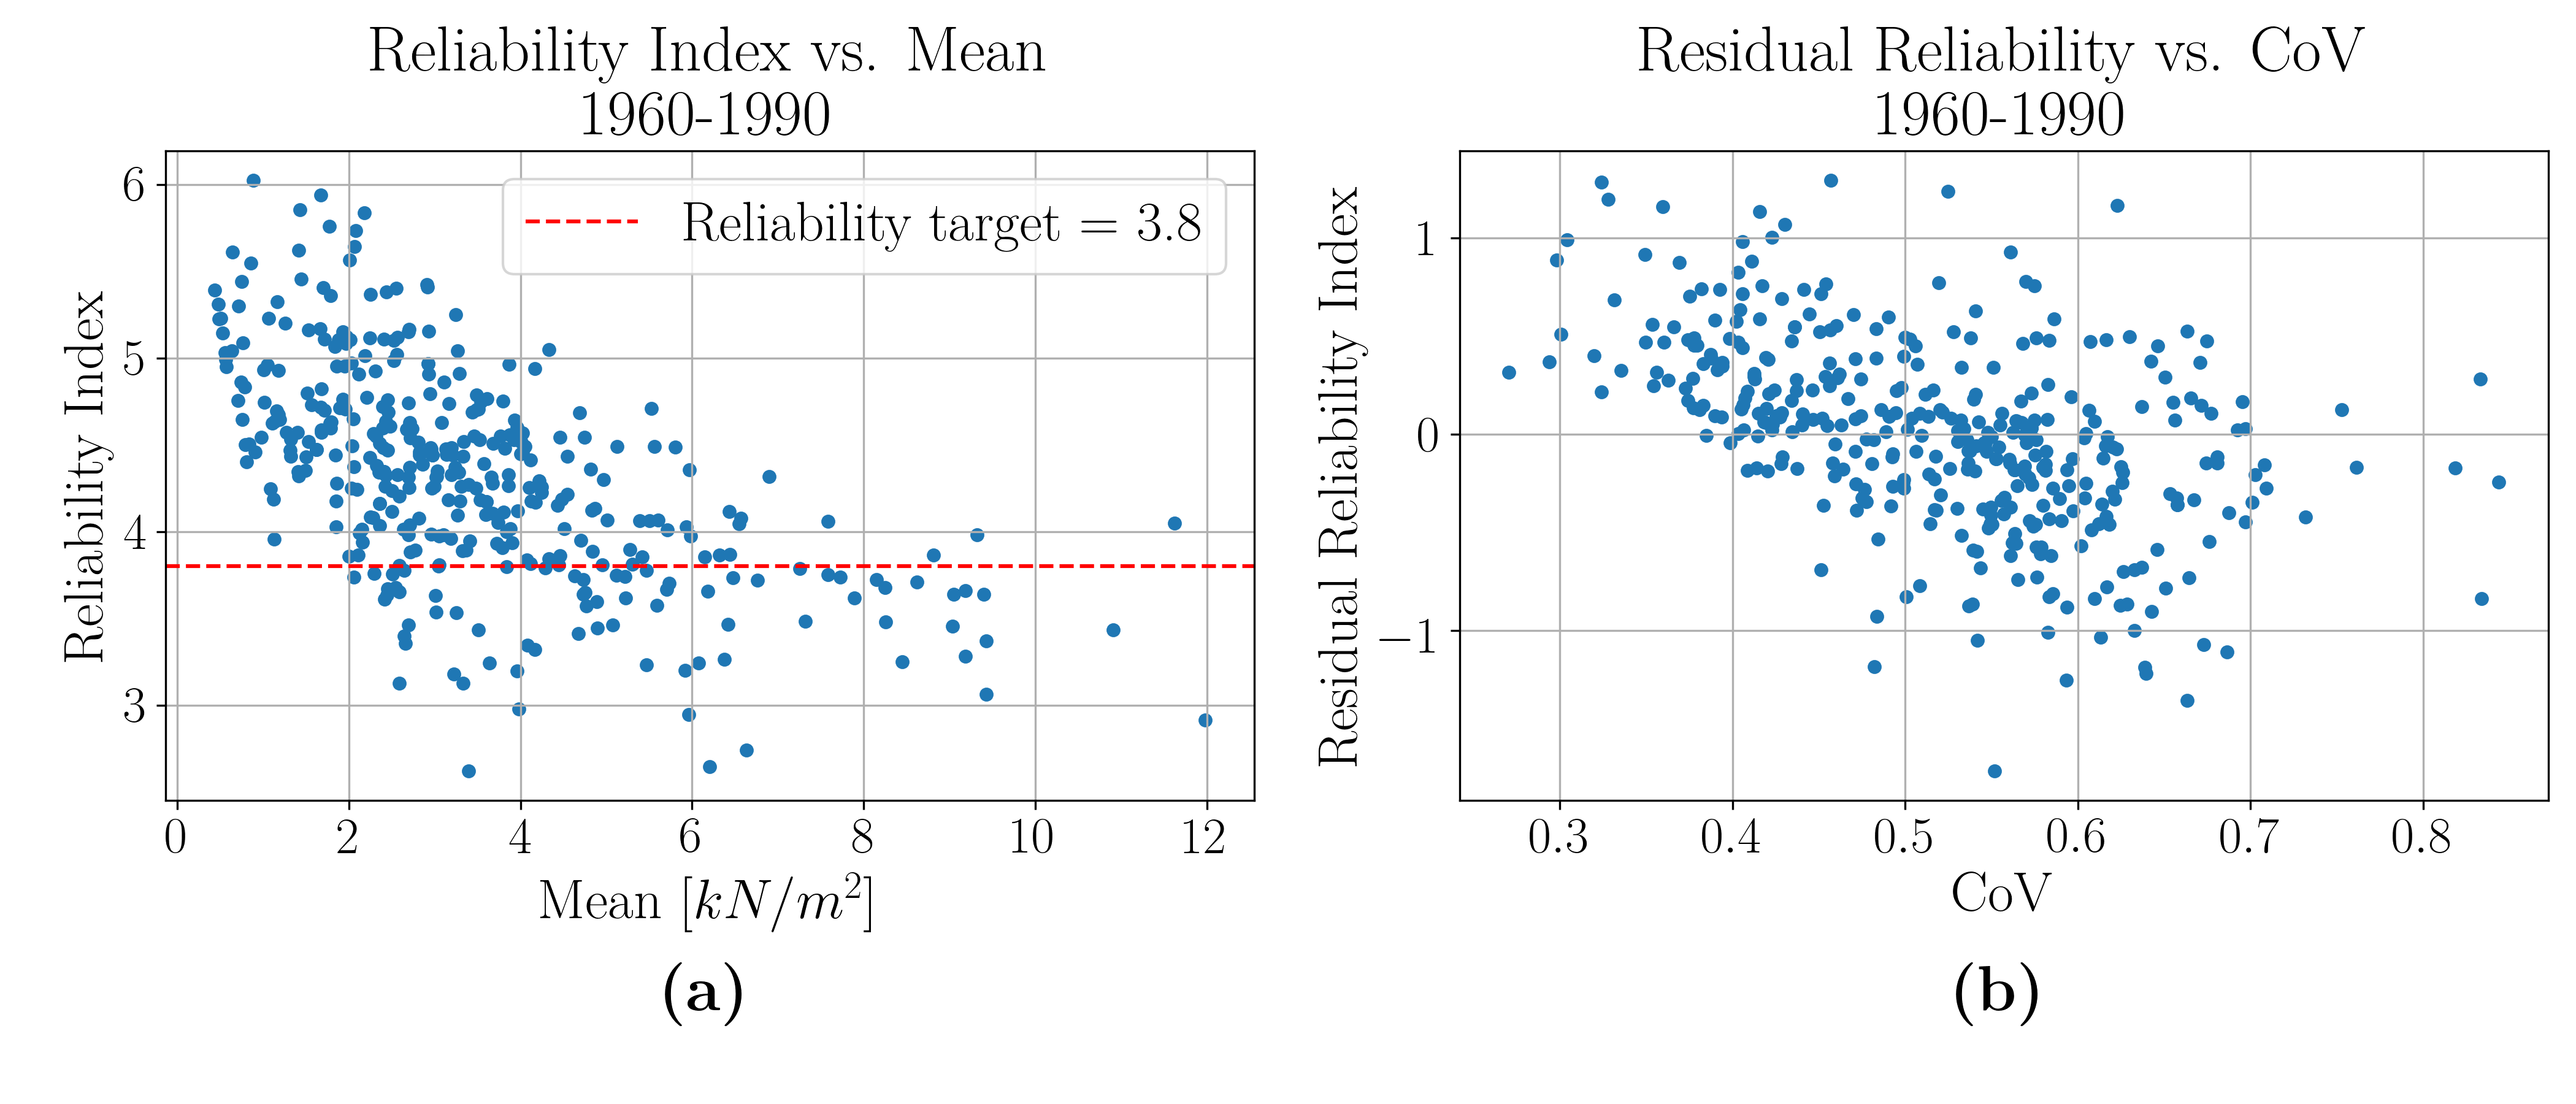 Reliability Index vs. Mean
1960-1990
Reliability Index
6
5
4
3
Reliability target = 3.8
0 2 4 6 8 10 12
Mean [kN/m²]
(a)
Residual Reliability vs. CoV
1960-1990
Residual Reliability Index
1
0
−1
0.3 0.4 0.5 0.6 0.7 0.8
CoV
(b)